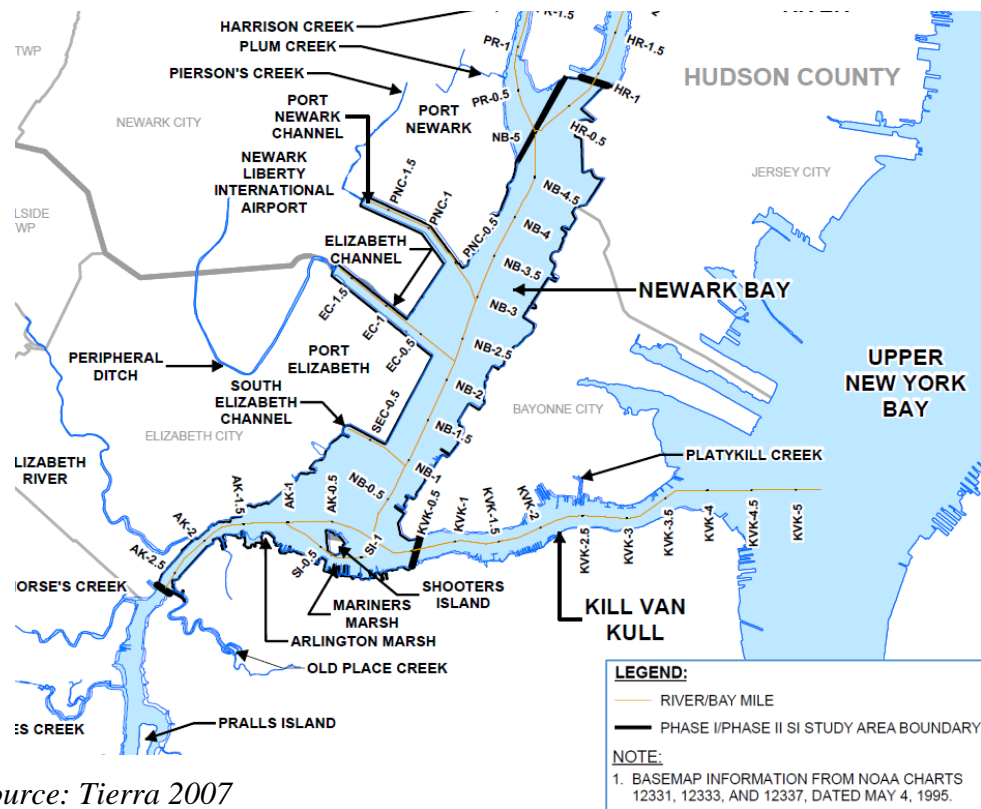 HARRISON CREEK
PLUM CREEK
PIERSON'S CREEK
PORT
NEWARK
CHANNEL
PORT
NEWARK
NEWARK CITY
NEWARK
LIBERTY
INTERNATIONAL
AIRPORT
TWP
HUDSON COUNTY
JERSEY CITY
PR-1.5
PR-1
PR-0.5
HR-1.5
HR-1
HR-0.5
NB-5
NB-4.5
NB-4
NB-3.5
NB-3
NB-2.5
NB-2
NB-1.5
NB-1
NB-0.5
PNC-1.5
PNC-1
PNC-0.5
ELIZABETH
CHANNEL
EC-1.5
EC-1
EC-0.5
NEWARK BAY
PERIPHERAL
DITCH
PORT
ELIZABETH
SOUTH
ELIZABETH
CHANNEL
SEC-0.5
ELIZABETH CITY
BAYONNE CITY
UPPER
NEW YORK
BAY
LIZABETH
RIVER
PLATYKILL CREEK
AK-2.5
AK-2
AK-1.5
AK-1
AK-0.5
SI-0.5
SI-1
KVK-0.5
KVK-1
KVK-1.5
KVK-2
KVK-2.5
KVK-3
KVK-3.5
KVK-4
KVK-4.5
KVK-5
ORSE'S CREEK
SHOOTERS
ISLAND
MARINERS
MARSH
ARLINGTON MARSH
OLD PLACE CREEK
KILL VAN
KULL
ES CREEK
PRALLS ISLAND
LEGEND:
RIVER/BAY MILE
PHASE I/PHASE II SI STUDY AREA BOUNDARY
NOTE:
1. BASEMAP INFORMATION FROM NOAA CHARTS
12331, 12333, AND 12337, DATED MAY 4, 1995.
ource: Tierra 2007